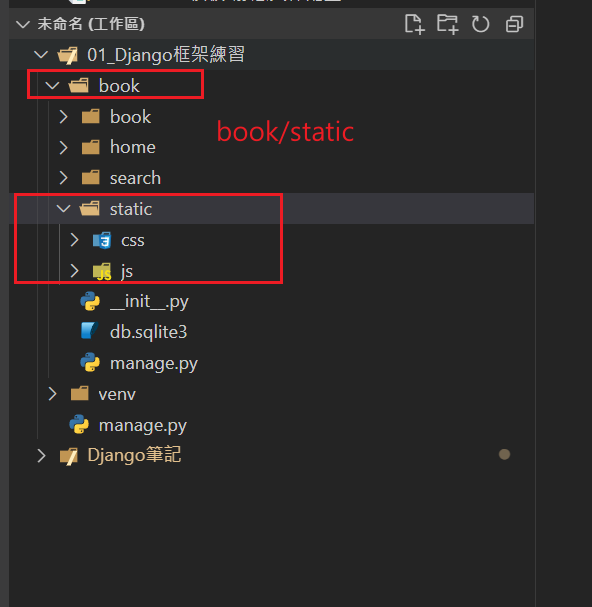 未命名 (工作區)
01_Django框架練習
book
book
book/static
home
search
static
css
js
__init__.py
db.sqlite3
manage.py
venv
manage.py
Django筆記